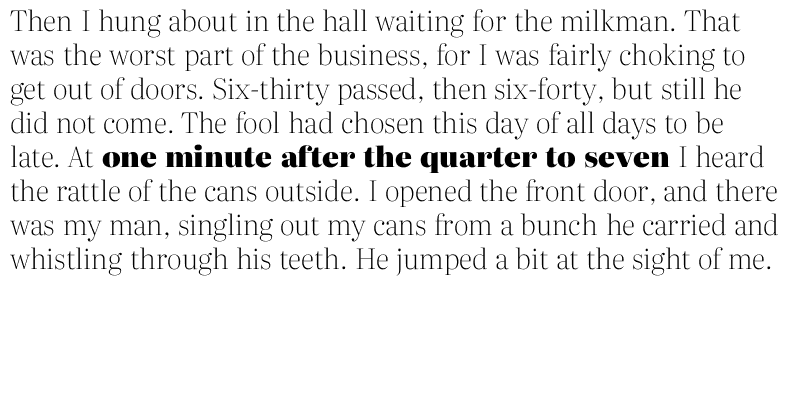 Then I hung about in the hall waiting for the milkman. That
was the worst part of the business, for I was fairly choking to
get out of doors. Six-thirty passed, then six-forty, but still he
did not come. The fool had chosen this day of all days to be
late. At one minute after the quarter to seven I heard
the rattle of the cans outside. I opened the front door, and there
was my man, singling out my cans from a bunch he carried and
whistling through his teeth. He jumped a bit at the sight of me.